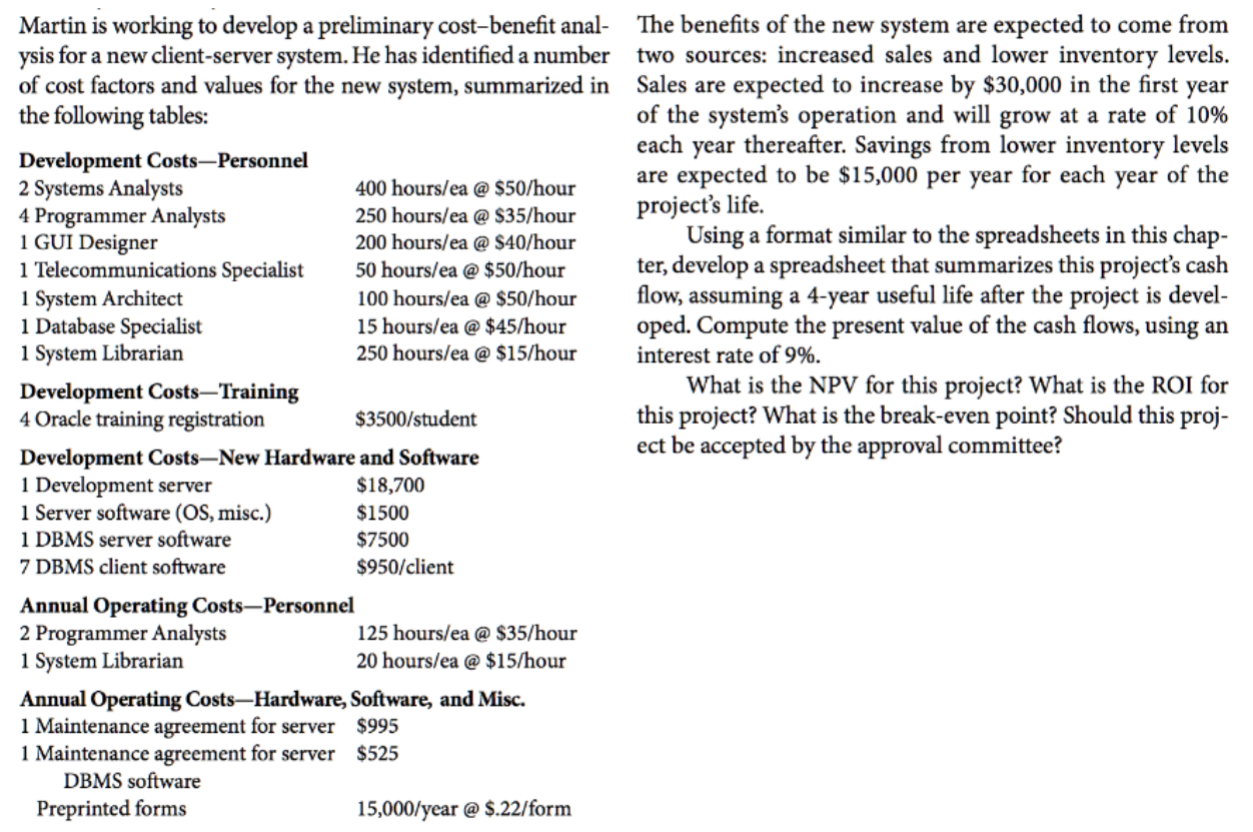 Martin is working to develop a preliminary cost–benefit anal-
ysis for a new client-server system. He has identified a number
of cost factors and values for the new system, summarized in
the following tables:
Development Costs—Personnel
2 Systems Analysts 400 hours/ea @ $50/hour
4 Programmer Analysts 250 hours/ea @ $35/hour
1 GUI Designer 200 hours/ea @ $40/hour
1 Telecommunications Specialist 50 hours/ea @ $50/hour
1 System Architect 100 hours/ea @ $50/hour
1 Database Specialist 15 hours/ea @ $45/hour
1 System Librarian 250 hours/ea @ $15/hour
Development Costs—Training
4 Oracle training registration $3500/student
Development Costs—New Hardware and Software
1 Development server $18,700
1 Server software (OS, misc.) $1500
1 DBMS server software $7500
7 DBMS client software $950/client
Annual Operating Costs—Personnel
2 Programmer Analysts 125 hours/ea @ $35/hour
1 System Librarian 20 hours/ea @ $15/hour
Annual Operating Costs—Hardware, Software, and Misc.
1 Maintenance agreement for server $995
1 Maintenance agreement for server $525
DBMS software
Preprinted forms 15,000/year @ $.22/form
The benefits of the new system are expected to come from
two sources: increased sales and lower inventory levels.
Sales are expected to increase by $30,000 in the first year
of the system's operation and will grow at a rate of 10%
each year thereafter. Savings from lower inventory levels
are expected to be $15,000 per year for each year of the
project's life.
Using a format similar to the spreadsheets in this chap-
ter, develop a spreadsheet that summarizes this project's cash
flow, assuming a 4-year useful life after the project is devel-
oped. Compute the present value of the cash flows, using an
interest rate of 9%.
What is the NPV for this project? What is the ROI for
this project? What is the break-even point? Should this proj-
ect be accepted by the approval committee?